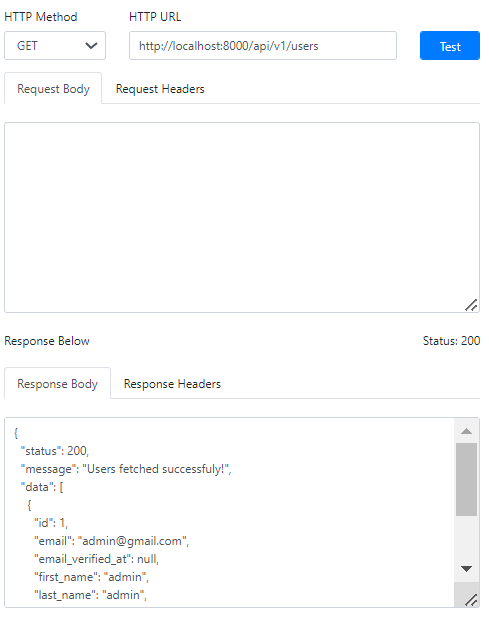 HTTP Method HTTP URL
GET http://localhost:8000/api/v1/users Test
Request Body Request Headers
Response Below Status: 200
Response Body Response Headers
{
"status": 200,
"message": "Users fetched successfuly!",
"data": [
{
"id": 1,
"email": "admin@gmail.com",
"email_verified_at": null,
"first_name": "admin",
"last_name": "admin",